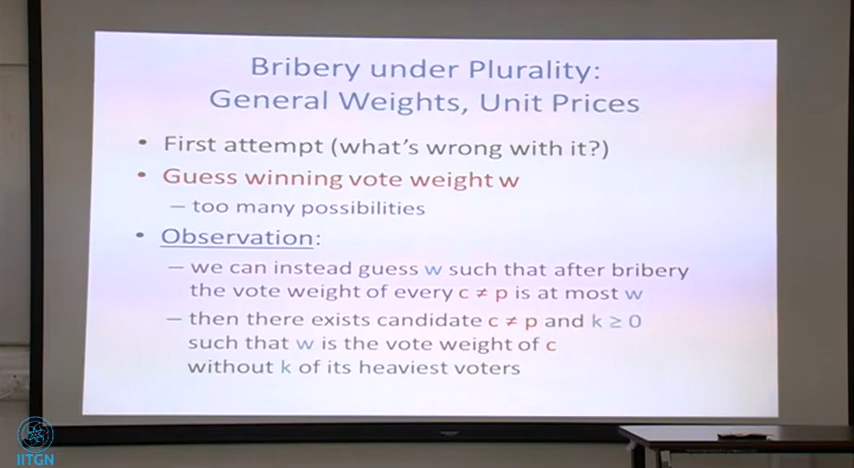 Bribery under Plurality:
General Weights, Unit Prices
• First attempt (what's wrong with it?)
• Guess winning vote weight w
– too many possibilities
• Observation:
– we can instead guess w such that after bribery
the vote weight of every c ≠ p is at most w
– then there exists candidate c ≠ p and k ≥ 0
such that w is the vote weight of c
without k of its heaviest voters
IITGN